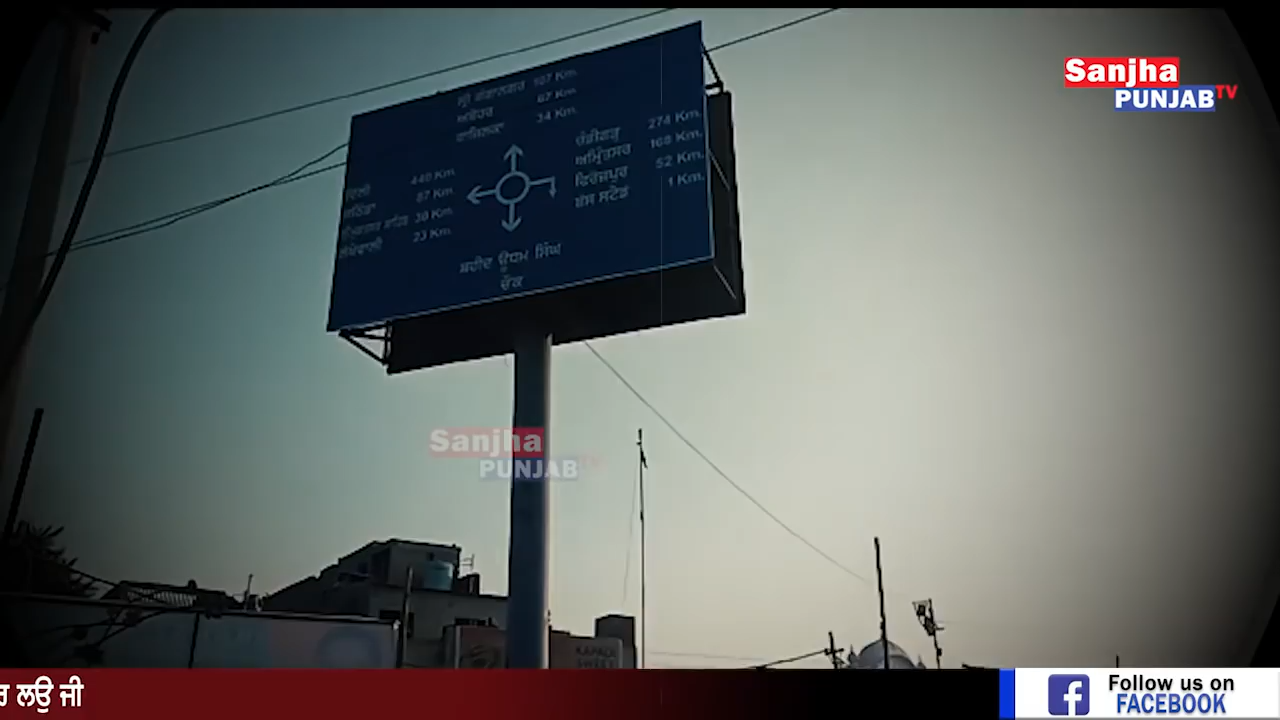 ਸ੍ਰੀ ਗੰਗਾਨਗਰ 107 Km.
ਅਬੋਹਰ 67 Km.
ਫਾਜ਼ਿਲਕਾ 34 Km.
ਚੰਡੀਗੜ੍ਹ 274 Km.
ਅਮ੍ਰਿੰਤਸਰ 168 Km.
ਫਿਰੋਜ਼ਪੁਰ 52 Km.
ਬੱਸ ਸਟੈਂਡ 1 Km.
ਦਿਲੀ 440 Km.
ਬਠਿੰਡਾ 87 Km.
ਸਾਹਿਬ 38 Km.
ਲੱਖੇਵਾਲੀ 23 Km.
ਸ਼ਹੀਦ ਊਧਮ ਸਿੰਘ
ਚੌਕ
Sanjha
PUNJAB TV
Sanjha
PUNJAB TV
ਰ ਲਉ ਜੀ
Follow us on
FACEBOOK